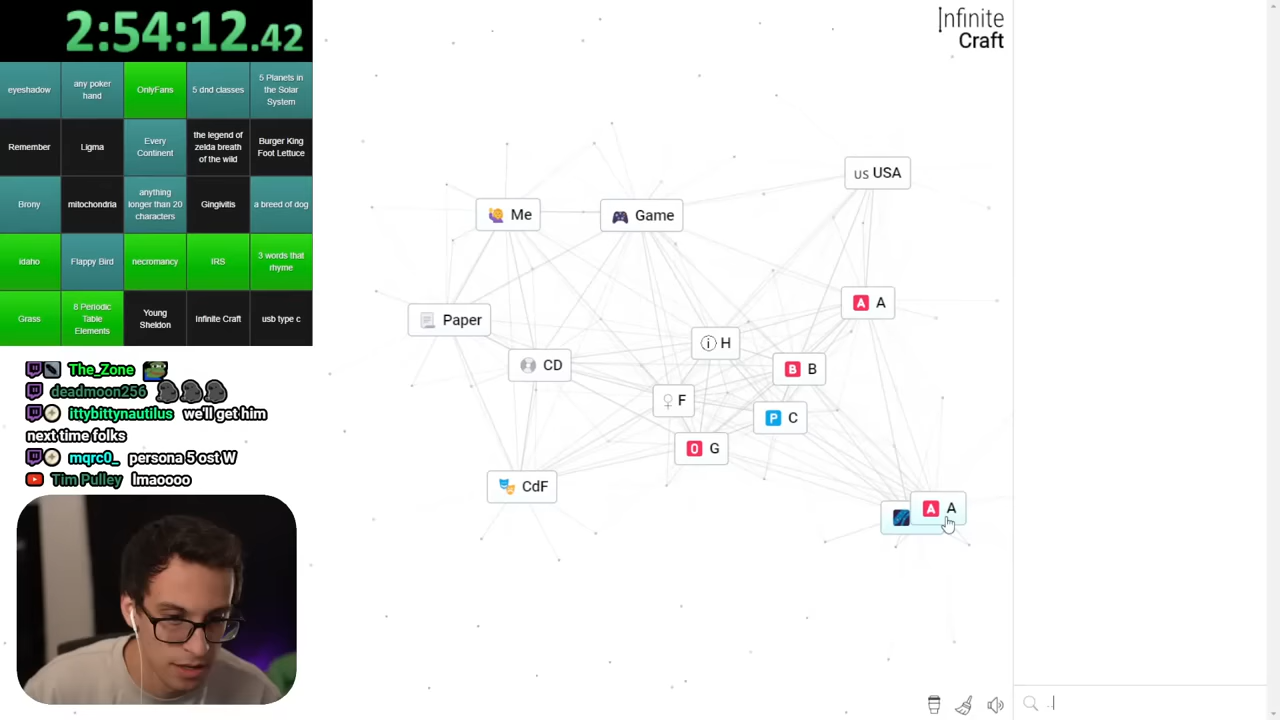 2:54:12.42
eyeshadow
any poker
hand
OnlyFans
5 dnd classes
5 Planets in
the Solar
System
Remember
Ligma
Every
Continent
the legend of
zelda breath
of the wild
Burger King
Foot Lettuce
Brony
mitochondria
anything
longer than 20
characters
Gingivitis
a breed of dog
idaho
Flappy Bird
necromancy
IRS
3 words that
rhyme
Grass
8 Periodic
Table
Elements
Young
Sheldon
Infinite Craft
usb type c
The_Zone
deadmoon256
ittybittynautilus we'll get him
next time folks
mqrc0_ persona 5 ost W
Tim Pulley lmaoooo
Infinite
Craft
US USA
Me
Game
A A
Paper
H
CD
B B
F
P C
O G
CdF
A A
..